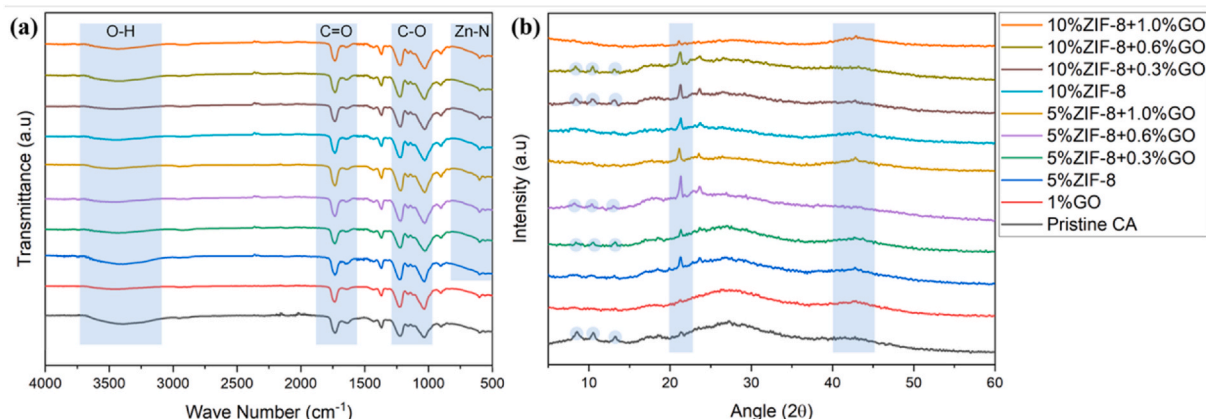 (a)
O-H
C=O
C-O
Zn-N
Transmittance (a.u)
4000
3500
3000
2500
2000
1500
1000
500
Wave Number (cm⁻¹)
(b)
Intensity (a.u)
10
20
30
40
50
60
Angle (2θ)
10%ZIF-8+1.0%GO
10%ZIF-8+0.6%GO
10%ZIF-8+0.3%GO
10%ZIF-8
5%ZIF-8+1.0%GO
5%ZIF-8+0.6%GO
5%ZIF-8+0.3%GO
5%ZIF-8
1%GO
Pristine CA